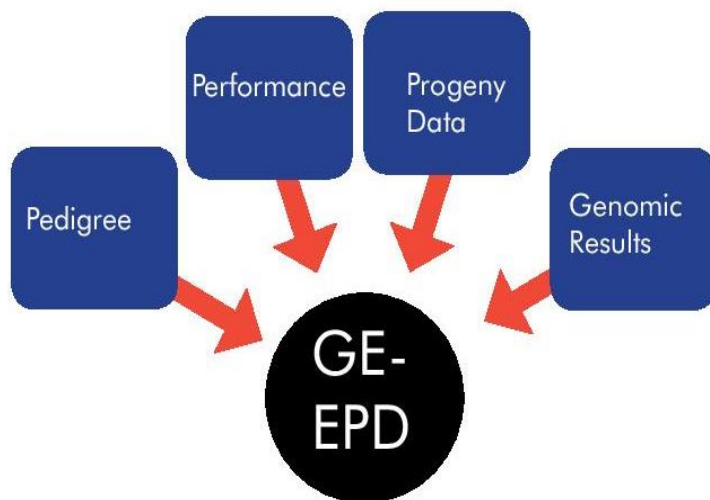 Performance
Progeny
Data
Pedigree
Genomic
Results
GE-
EPD